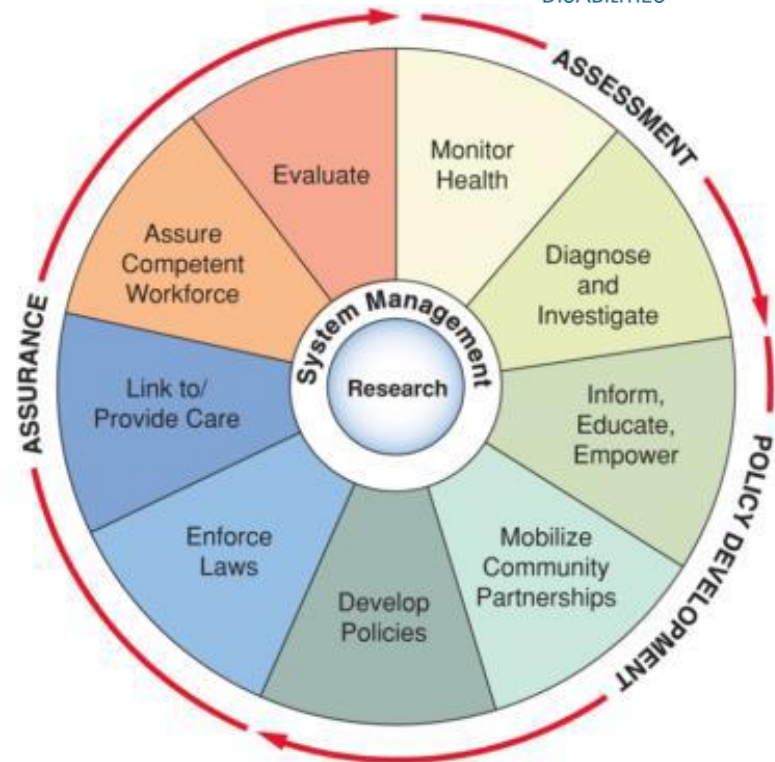 DISABILITIES
ASSESSMENT
POLICY DEVELOPMENT
ASSURANCE
Monitor
Health
Diagnose
and
Investigate
Inform,
Educate,
Empower
Mobilize
Community
Partnerships
Develop
Policies
Enforce
Laws
Link to/
Provide Care
Assure
Competent
Workforce
Evaluate
System Management
Research